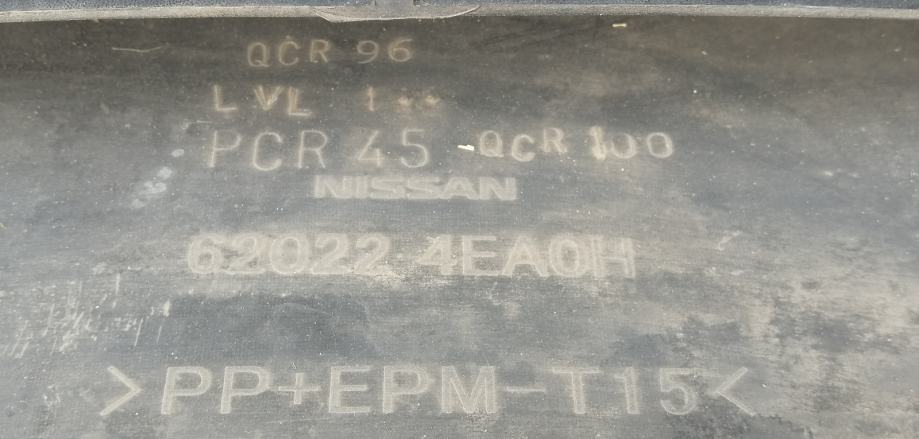 QCR 96
LVL
PCR 45 -QCR 100
NISSAN
62022 4EA0H
>PP+EPM-T15<